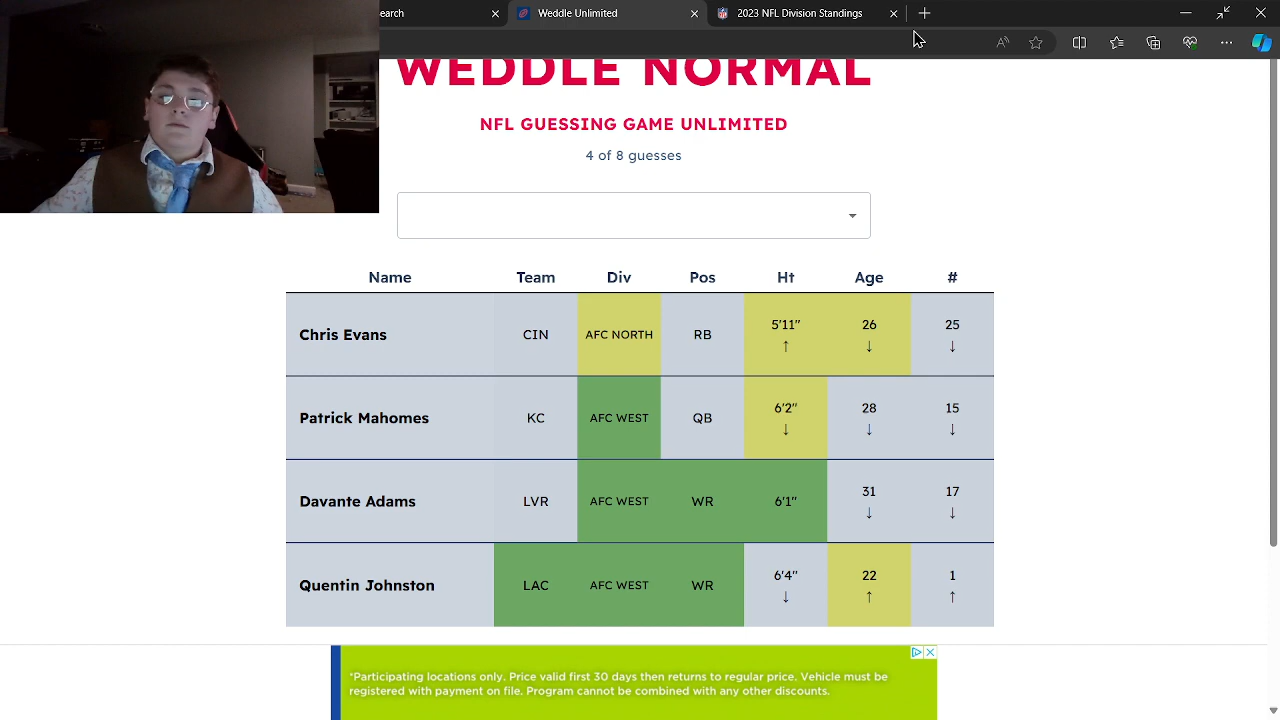 earch
Weddle Unlimited
2023 NFL Division Standings
WEDDLE NORMAL
NFL GUESSING GAME UNLIMITED
4 of 8 guesses
Name Team Div Pos Ht Age #
Chris Evans CIN AFC NORTH RB 5'11" ↑ 26 ↓ 25 ↓
Patrick Mahomes KC AFC WEST QB 6'2" ↓ 28 ↓ 15 ↓
Davante Adams LVR AFC WEST WR 6'1" 31 ↓ 17 ↓
Quentin Johnston LAC AFC WEST WR 6'4" ↓ 22 ↑ 1 ↑
*Participating locations only. Price valid first 30 days then returns to regular price. Vehicle must be
registered with payment on file. Program cannot be combined with any other discounts.